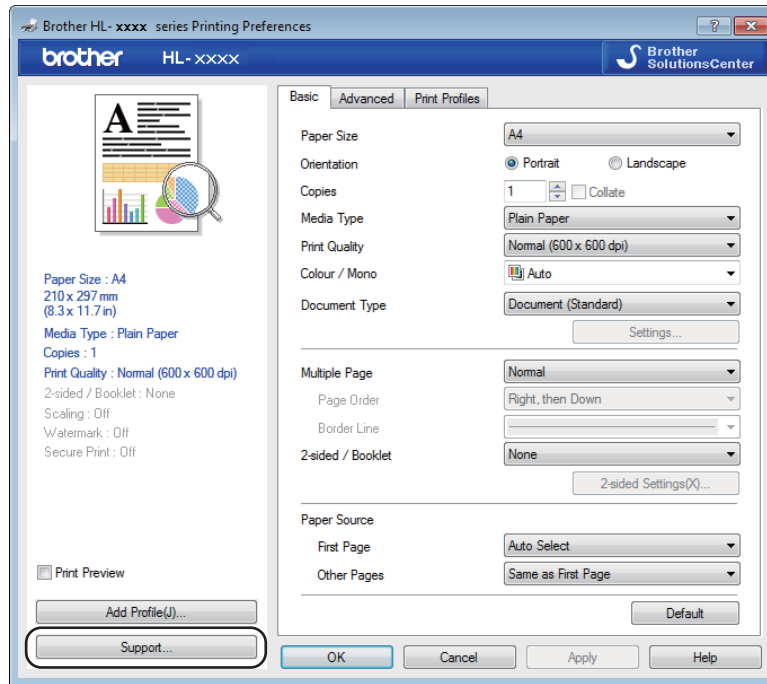 Brother HL- xxxx series Printing Preferences
brother HL- xxxx
Brother
SolutionsCenter
A
Paper Size : A4
210 x 297 mm
(8.3 x 11.7 in)
Media Type : Plain Paper
Copies : 1
Print Quality : Normal (600 x 600 dpi)
2-sided / Booklet : None
Scaling : Off
Watermark : Off
Secure Print : Off
Print Preview
Add Profile(J)...
Support...
Basic Advanced Print Profiles
Paper Size A4
Orientation Portrait Landscape
Copies 1 Collate
Media Type Plain Paper
Print Quality Normal (600 x 600 dpi)
Colour / Mono Auto
Document Type Document (Standard)
Settings...
Multiple Page Normal
Page Order Right, then Down
Border Line
2-sided / Booklet None
2-sided Settings(X)...
Paper Source
First Page Auto Select
Other Pages Same as First Page
Default
OK Cancel Apply Help